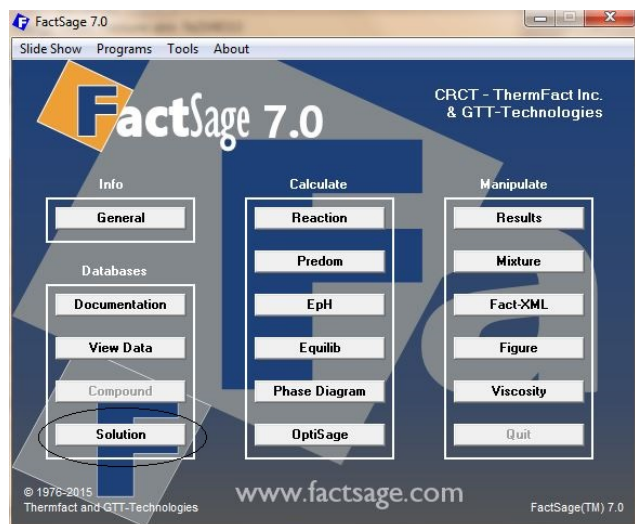 FactSage 7.0
Slide Show Programs Tools About
FactSage 7.0
CRCT - ThermFact Inc.
& GTT-Technologies
Info
General
Databases
Documentation
View Data
Compound
Solution
Calculate
Reaction
Predom
EpH
Equilib
Phase Diagram
OptiSage
Manipulate
Results
Mixture
Fact-XML
Figure
Viscosity
Quit
© 1976-2015
Thermfact and GTT-Technologies
www.factsage.com
FactSage(TM) 7.0